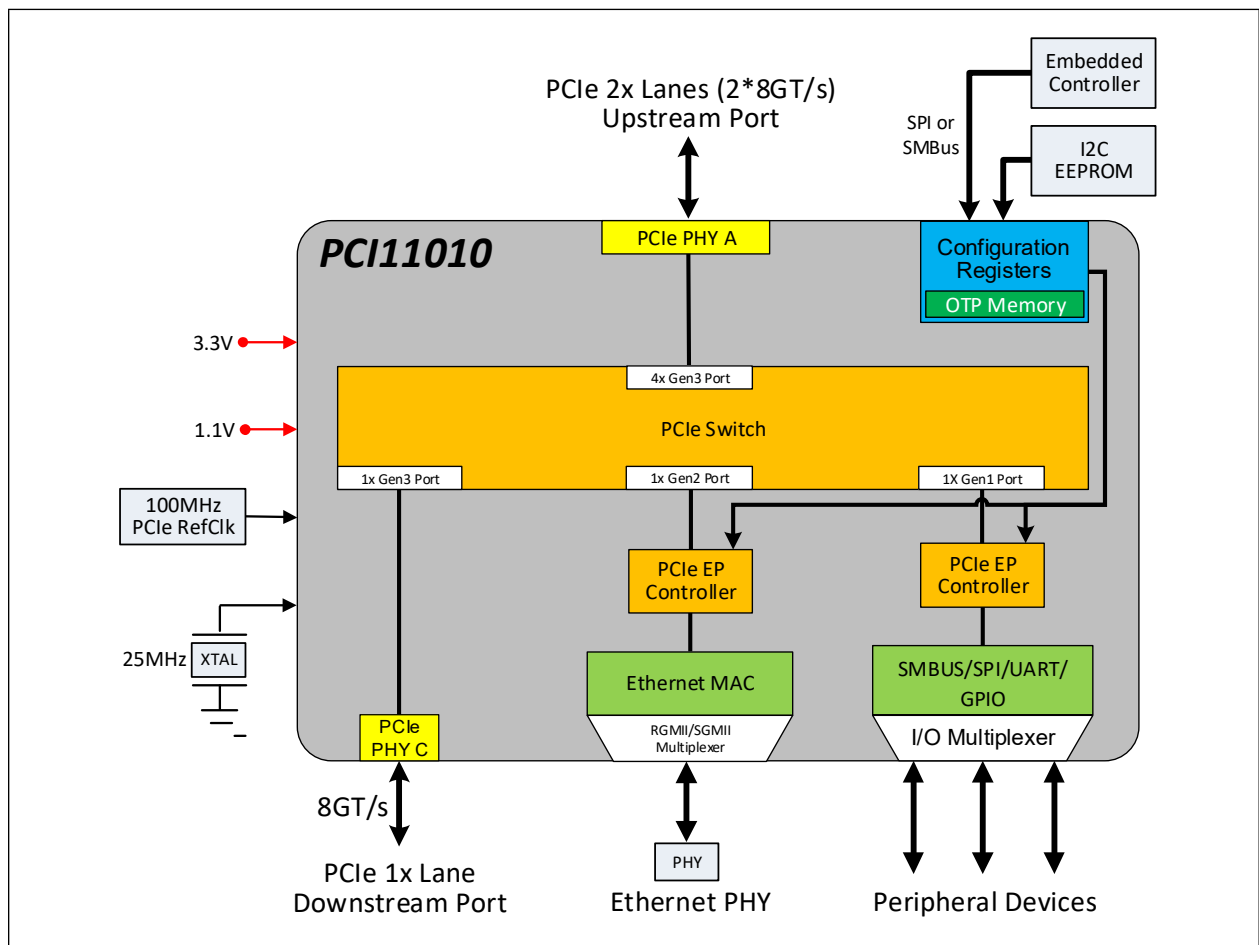 Embedded
Controller
PCIe 2x Lanes (2*8GT/s)
Upstream Port
SPI or
SMBus
I2C
EEPROM
PCI11010
PCIe PHY A
Configuration
Registers
OTP Memory
3.3V
4x Gen3 Port
1.1V
PCIe Switch
1x Gen3 Port
1x Gen2 Port
1X Gen1 Port
100MHz
PCIe RefClk
PCIe EP
Controller
PCIe EP
Controller
25MHz
XTAL
Ethernet MAC
SMBUS/SPI/UART/
GPIO
PCIe
PHY C
RGMII/SGMII
Multiplexer
I/O Multiplexer
8GT/s
PHY
PCIe 1x Lane
Downstream Port
Ethernet PHY
Peripheral Devices